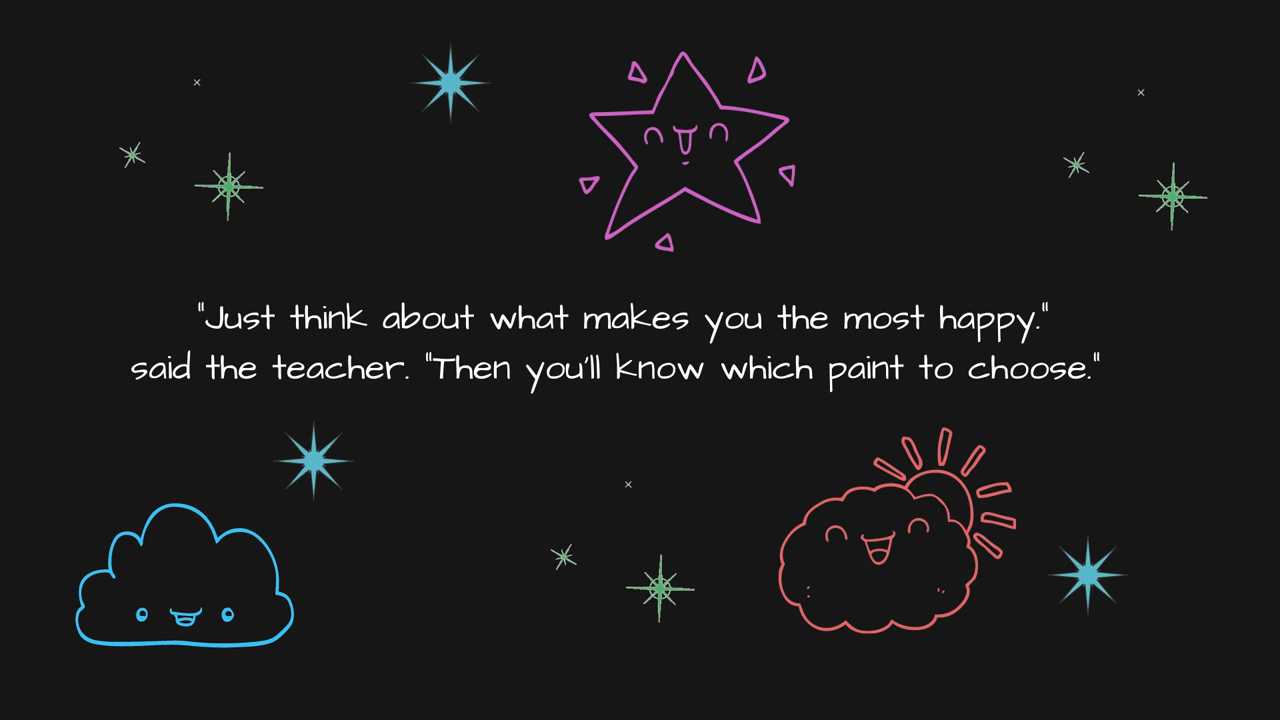 "Just think about what makes you the most happy."
said the teacher. "Then you'll know which paint to choose."